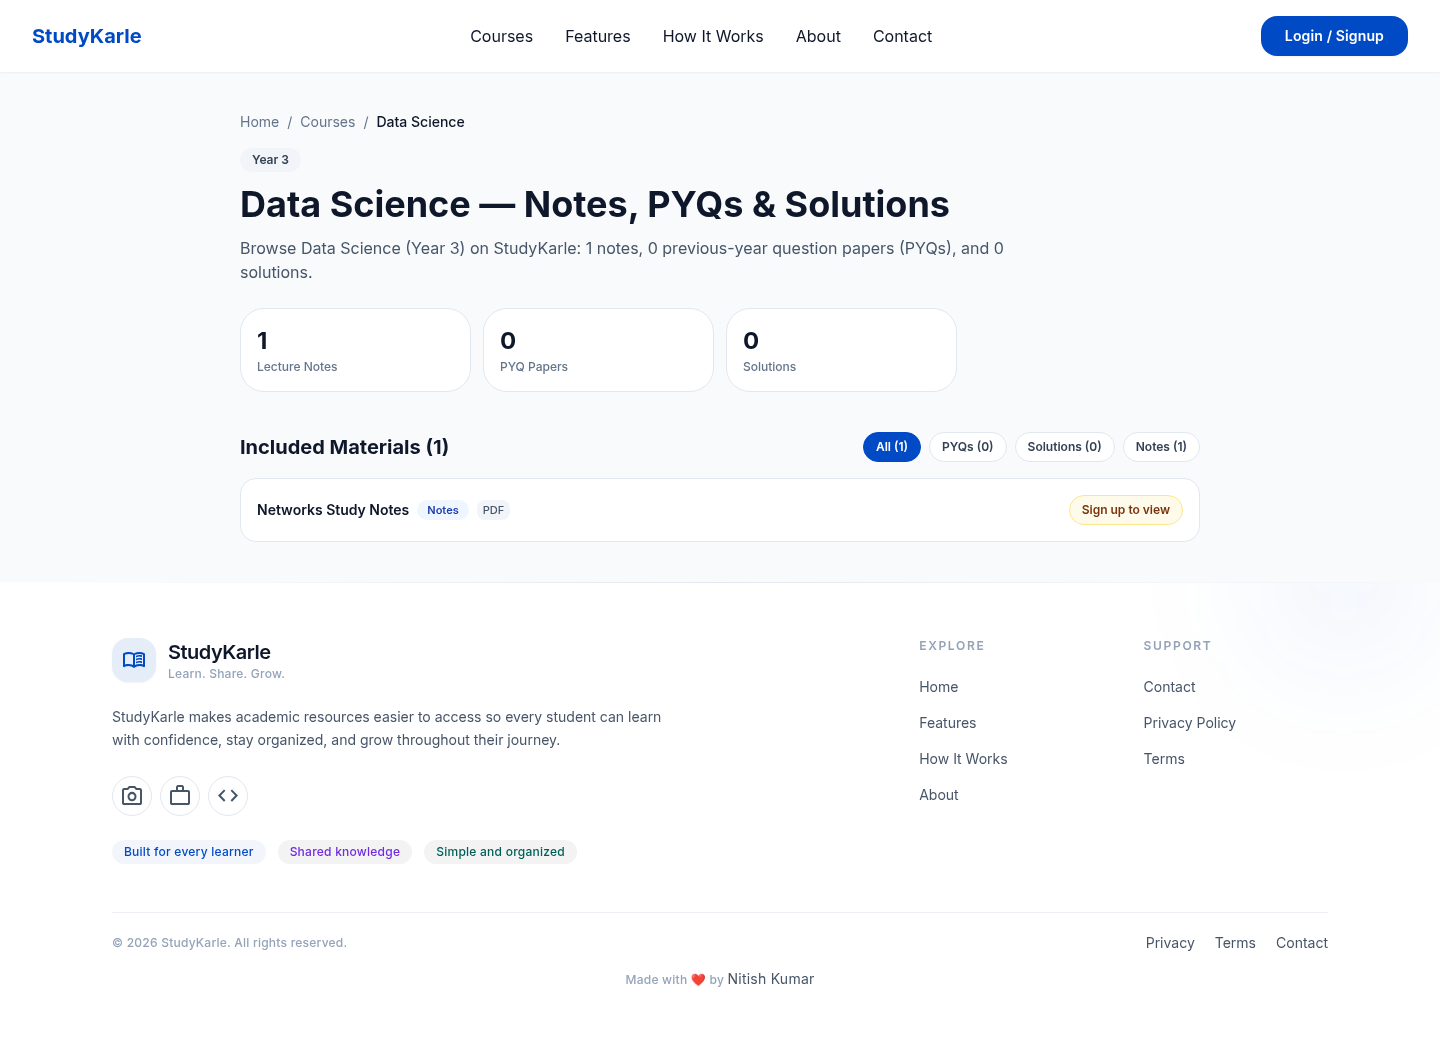 StudyKarle
Courses
Features
How It Works
About
Contact
Login / Signup
Home / Courses / Data Science
Year 3
Data Science — Notes, PYQs & Solutions
Browse Data Science (Year 3) on StudyKarle: 1 notes, 0 previous-year question papers (PYQs), and 0
solutions.
1
Lecture Notes
0
PYQ Papers
0
Solutions
Included Materials (1)
All (1)
PYQs (0)
Solutions (0)
Notes (1)
Networks Study Notes
Notes
PDF
Sign up to view
StudyKarle
Learn. Share. Grow.
StudyKarle makes academic resources easier to access so every student can learn
with confidence, stay organized, and grow throughout their journey.
Built for every learner
Shared knowledge
Simple and organized
EXPLORE
Home
Features
How It Works
About
SUPPORT
Contact
Privacy Policy
Terms
© 2026 StudyKarle. All rights reserved.
Privacy
Terms
Contact
Made with ❤️ by Nitish Kumar